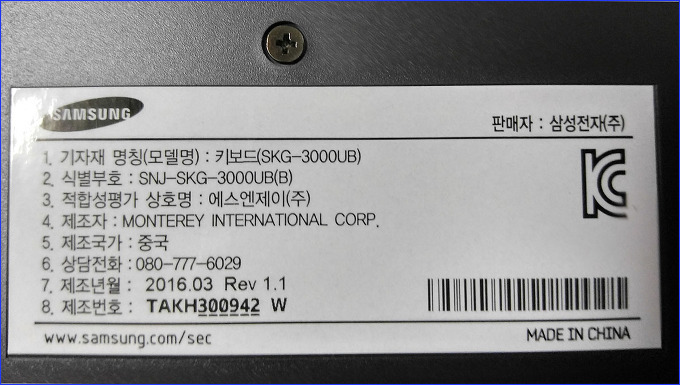 SAMSUNG
판매자 : 삼성전자(주)
1. 기자재 명칭(모델명) : 키보드(SKG-3000UB)
2. 식별부호 : SNJ-SKG-3000UB(B)
3. 적합성평가 상호명 : 에스엔제이(주)
4. 제조자 : MONTEREY INTERNATIONAL CORP.
5. 제조국가 : 중국
6. 상담전화 : 080-777-6029
7. 제조년월 : 2016.03 Rev 1.1
8. 제조번호 : TAKH300942 W
www.samsung.com/sec
MADE IN CHINA